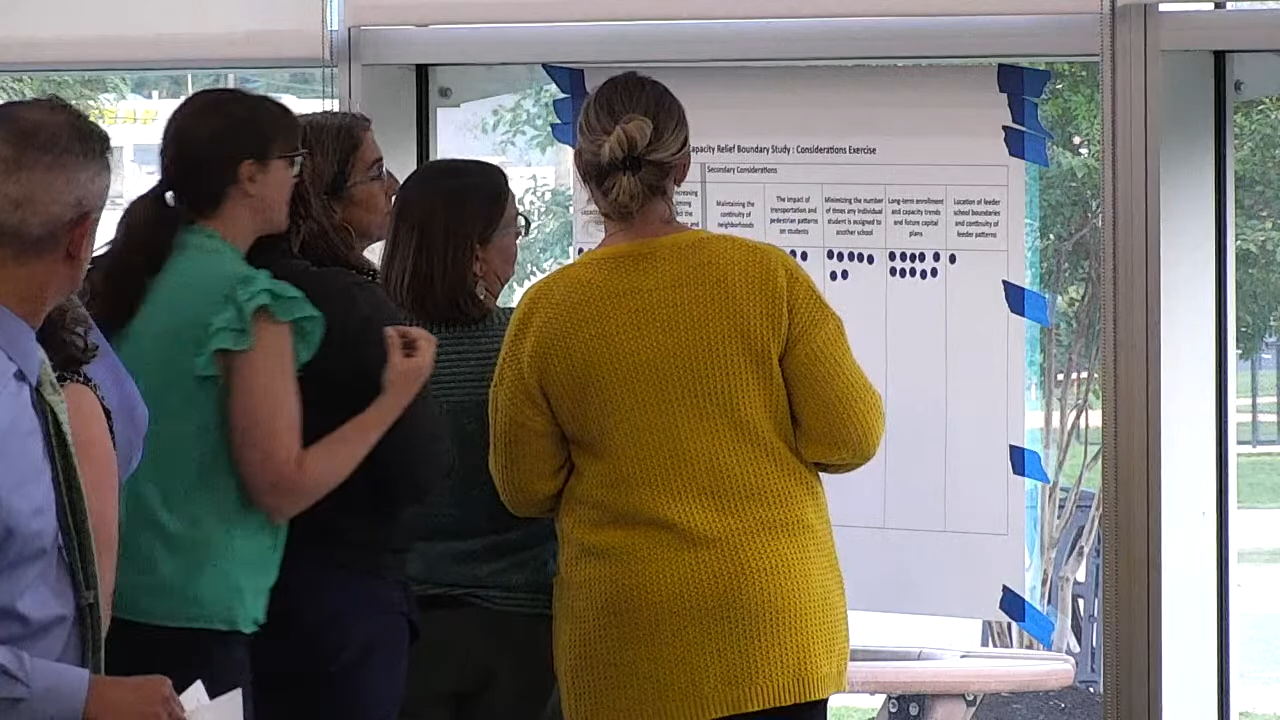 Capacity Relief Boundary Study : Considerations Exercise
Secondary Considerations
Maintaining the
continuity of
neighborhoods
The impact of
transportation and
pedestrian patterns
on students
Minimizing the number
of times any individual
student is assigned to
another school
Long-term enrollment
and capacity trends
and future capital
plans
Location of feeder
school boundaries
and continuity of
feeder patterns